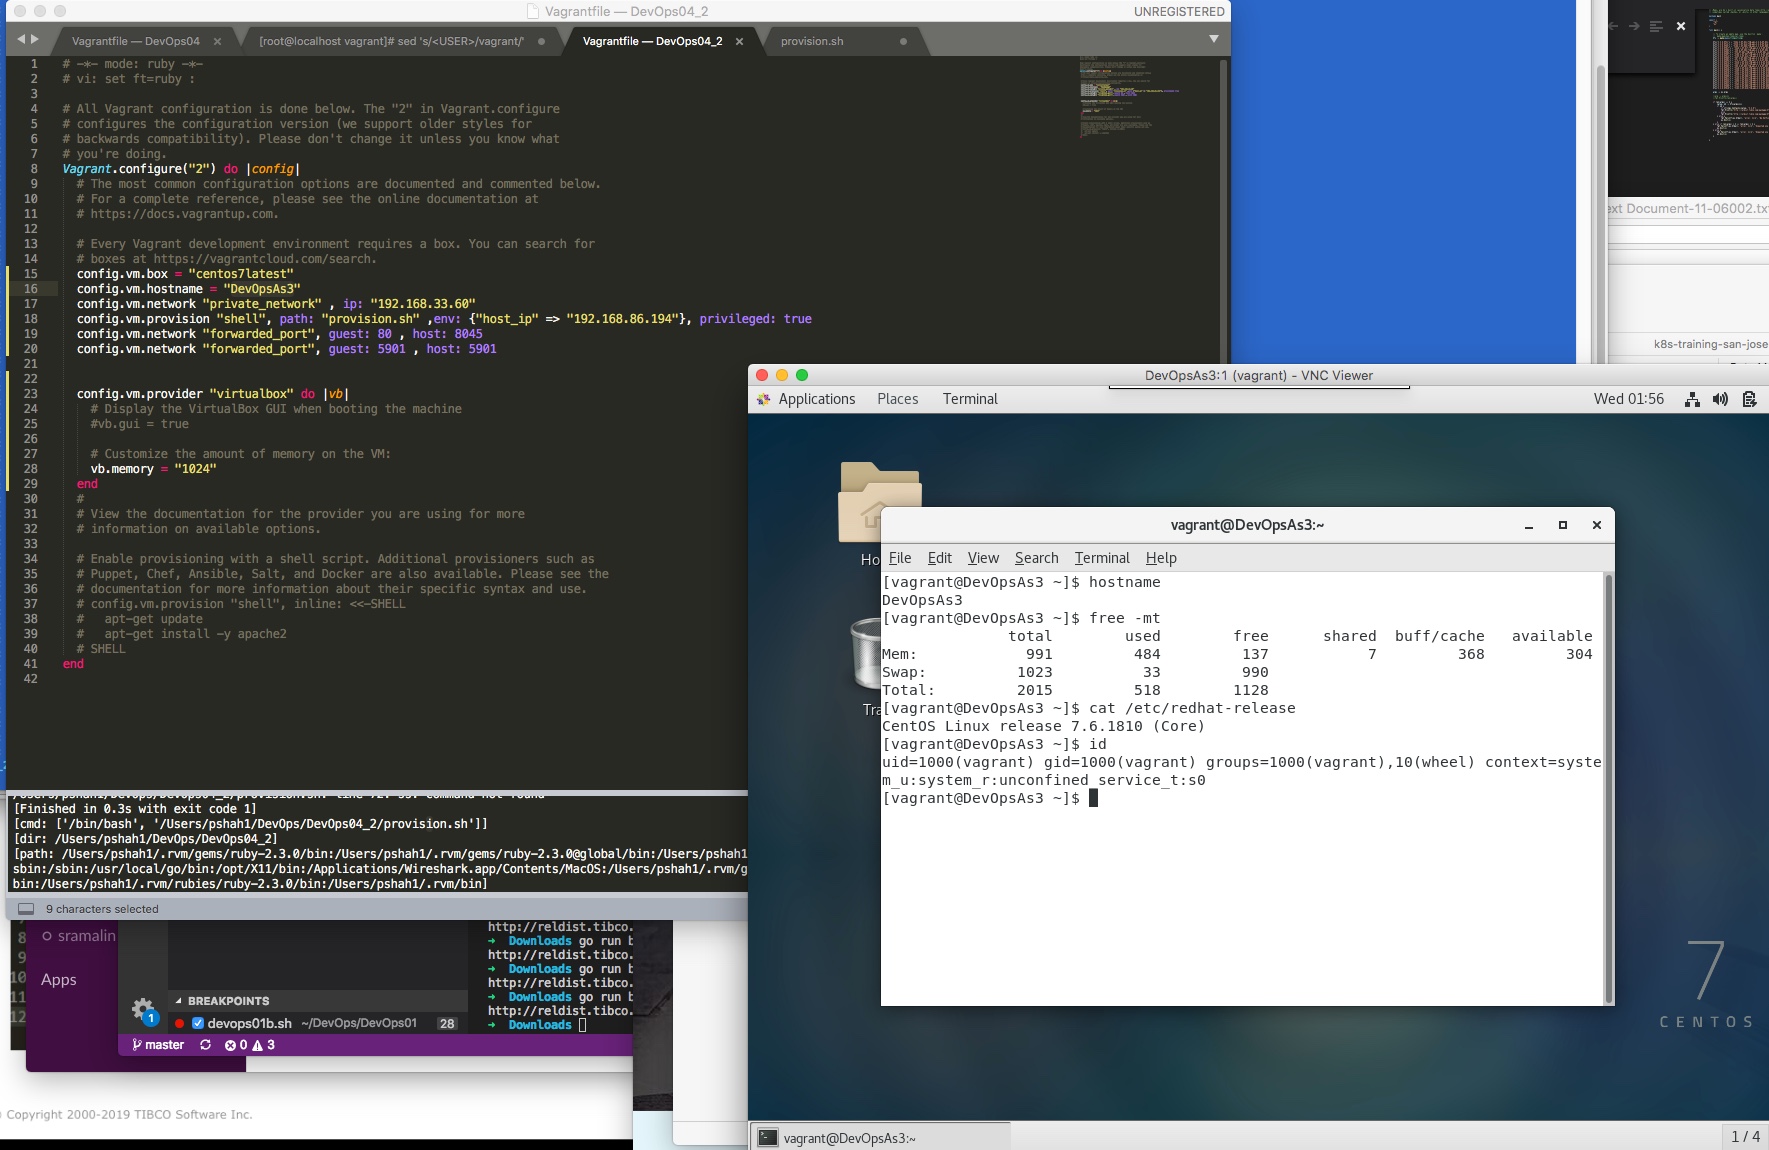 Vagrantfile — DevOps04_2
UNREGISTERED
Vagrantfile — DevOps04 ×
[root@localhost vagrant]# sed 's/<USER>/vagrant/'
Vagrantfile — DevOps04_2 ×
provision.sh
1 # -*- mode: ruby -*-
2 # vi: set ft=ruby :
3
4 # All Vagrant configuration is done below. The "2" in Vagrant.configure
5 # configures the configuration version (we support older styles for
6 # backwards compatibility). Please don't change it unless you know what
7 # you're doing.
8 Vagrant.configure("2") do |config|
9 # The most common configuration options are documented and commented below.
10 # For a complete reference, please see the online documentation at
11 # https://docs.vagrantup.com.
12
13 # Every Vagrant development environment requires a box. You can search for
14 # boxes at https://vagrantcloud.com/search.
15 config.vm.box = "centos7latest"
16 config.vm.hostname = "DevOpsAs3"
17 config.vm.network "private_network" , ip: "192.168.33.60"
18 config.vm.provision "shell", path: "provision.sh" ,env: {"host_ip" => "192.168.86.194"}, privileged: true
19 config.vm.network "forwarded_port", guest: 80 , host: 8045
20 config.vm.network "forwarded_port", guest: 5901 , host: 5901
21
22
23 config.vm.provider "virtualbox" do |vb|
24 # Display the VirtualBox GUI when booting the machine
25 #vb.gui = true
26
27 # Customize the amount of memory on the VM:
28 vb.memory = "1024"
29 end
30 #
31 # View the documentation for the provider you are using for more
32 # information on available options.
33
34 # Enable provisioning with a shell script. Additional provisioners such as
35 # Puppet, Chef, Ansible, Salt, and Docker are also available. Please see the
36 # documentation for more information about their specific syntax and use.
37 # config.vm.provision "shell", inline: <<-SHELL
38 # apt-get update
39 # apt-get install -y apache2
40 # SHELL
41 end
42
[Finished in 0.3s with exit code 1]
[cmd: ['/bin/bash', '/Users/pshah1/DevOps/DevOps04_2/provision.sh']]
[dir: /Users/pshah1/DevOps/DevOps04_2]
[path: /Users/pshah1/.rvm/gems/ruby-2.3.0/bin:/Users/pshah1/.rvm/gems/ruby-2.3.0@global/bin:/Users/pshah1
sbin:/sbin:/usr/local/go/bin:/opt/X11/bin:/Applications/Wireshark.app/Contents/MacOS:/Users/pshah1/.rvm/g
bin:/Users/pshah1/.rvm/rubies/ruby-2.3.0/bin:/Users/pshah1/.rvm/bin]
9 characters selected
ext Document-11-06002.tx
k8s-training-san-jose
DevOpsAs3:1 (vagrant) - VNC Viewer
Applications Places Terminal
Wed 01:56
Ho
Tra
vagrant@DevOpsAs3:~
File Edit View Search Terminal Help
[vagrant@DevOpsAs3 ~]$ hostname
DevOpsAs3
[vagrant@DevOpsAs3 ~]$ free -mt
total used free shared buff/cache available
Mem: 991 484 137 7 368 304
Swap: 1023 33 990
Total: 2015 518 1128
[vagrant@DevOpsAs3 ~]$ cat /etc/redhat-release
CentOS Linux release 7.6.1810 (Core)
[vagrant@DevOpsAs3 ~]$ id
uid=1000(vagrant) gid=1000(vagrant) groups=1000(vagrant),10(wheel) context=syste
m_u:system_r:unconfined_service_t:s0
[vagrant@DevOpsAs3 ~]$
7
CENTOS
vagrant@DevOpsAs3:~
1 / 4
8
9
10
11
12
sramalin
Apps
1
BREAKPOINTS
devops01b.sh ~/DevOps/DevOps01 28
master 0 3
http://reldist.tibco.
→ Downloads go run b
http://reldist.tibco.
→ Downloads go run b
http://reldist.tibco.
→ Downloads go run b
http://reldist.tibco.
→ Downloads
Copyright 2000-2019 TIBCO Software Inc.